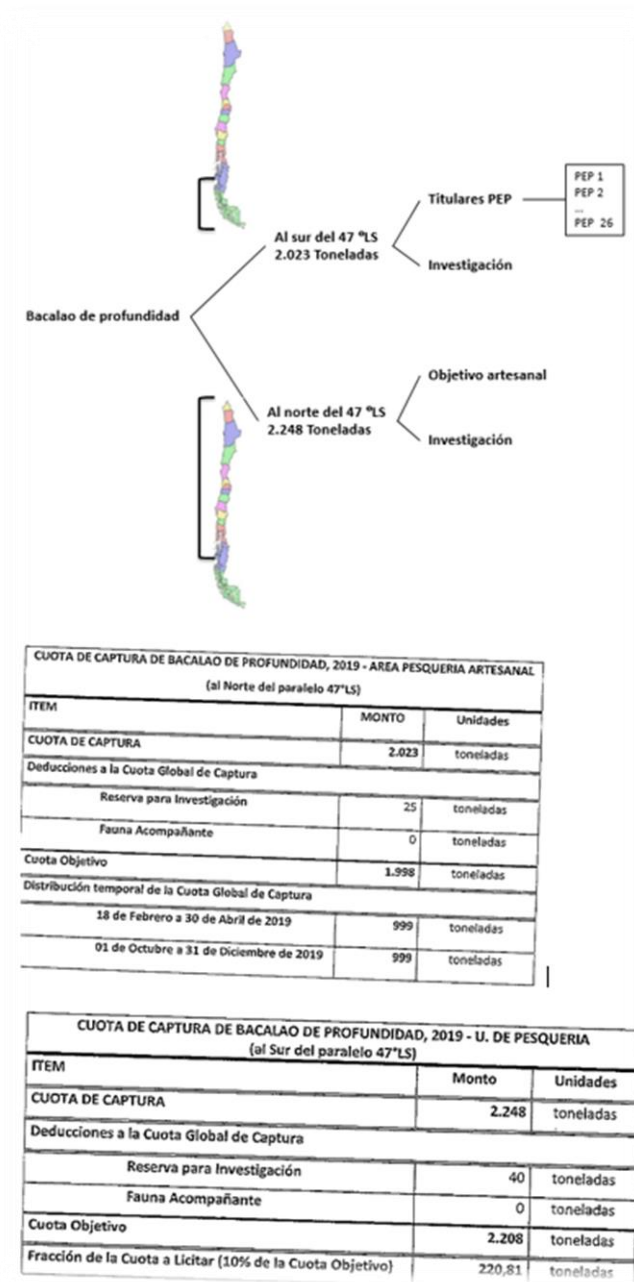 Al sur del 47 °LS
2.023 Toneladas
Titulares PEP
PEP 1
PEP 2
...
PEP 26
Investigación
Bacalao de profundidad
Al norte del 47 °LS
2.248 Toneladas
Objetivo artesanal
Investigación
CUOTA DE CAPTURA DE BACALAO DE PROFUNDIDAD, 2019 - AREA PESQUERIA ARTESANAL
(al Norte del paralelo 47°LS)
ITEM MONTO Unidades
CUOTA DE CAPTURA 2.023 toneladas
Deducciones a la Cuota Global de Captura
Reserva para Investigación 25 toneladas
Fauna Acompañante 0 toneladas
Cuota Objetivo 1.998 toneladas
Distribución temporal de la Cuota Global de Captura
18 de Febrero a 30 de Abril de 2019 999 toneladas
01 de Octubre a 31 de Diciembre de 2019 999 toneladas
CUOTA DE CAPTURA DE BACALAO DE PROFUNDIDAD, 2019 - U. DE PESQUERIA
(al Sur del paralelo 47°LS)
ITEM Monto Unidades
CUOTA DE CAPTURA 2.248 toneladas
Deducciones a la Cuota Global de Captura
Reserva para Investigación 40 toneladas
Fauna Acompañante 0 toneladas
Cuota Objetivo 2.208 toneladas
Fracción de la Cuota a Licitar (10% de la Cuota Objetivo) 220,81 toneladas